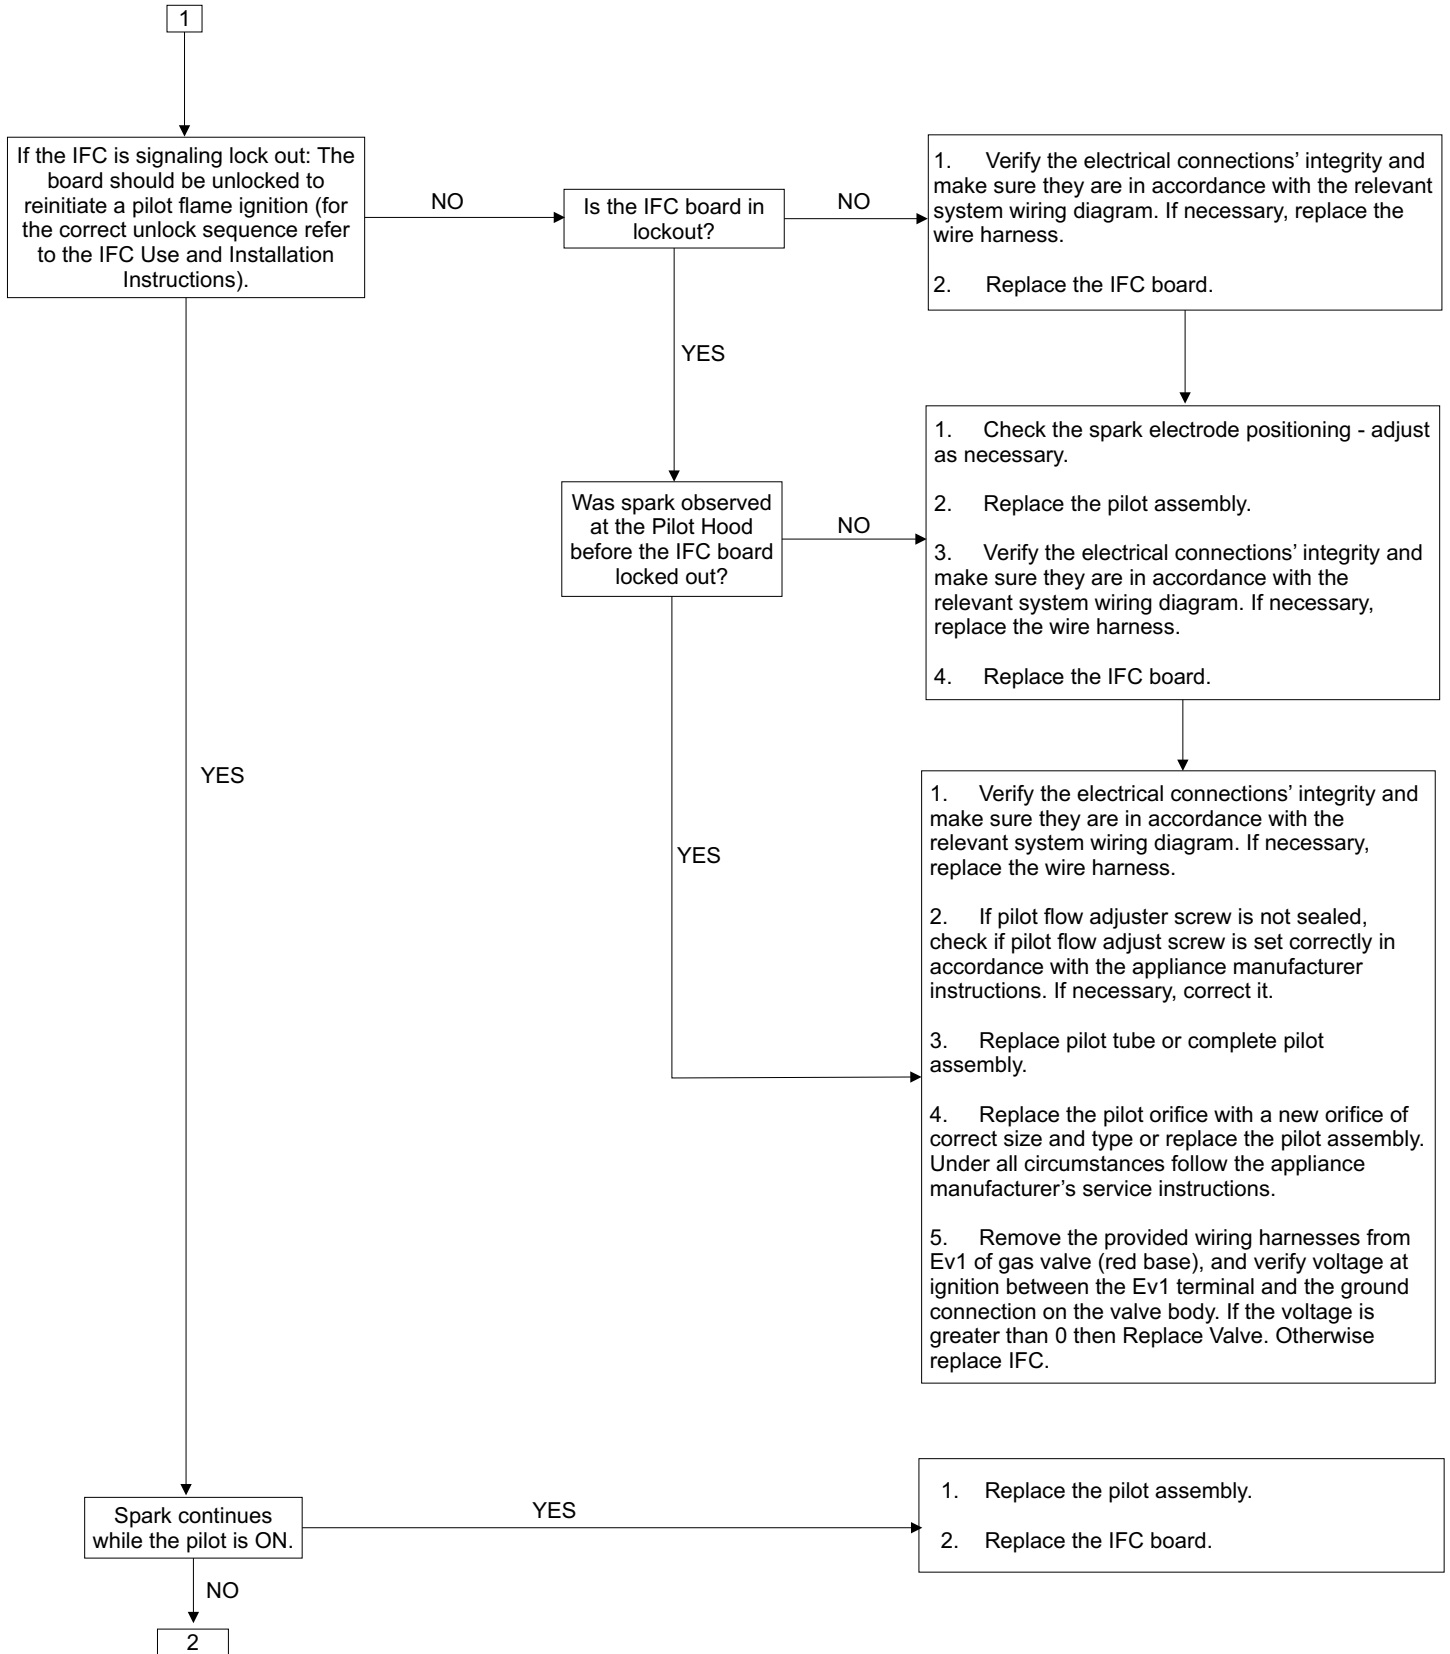 1
If the IFC is signaling lock out: The
board should be unlocked to
reinitiate a pilot flame ignition (for
the correct unlock sequence refer
to the IFC Use and Installation
Instructions).
NO
Is the IFC board in
lockout?
NO
1. Verify the electrical connections’ integrity and
make sure they are in accordance with the relevant
system wiring diagram. If necessary, replace the
wire harness.
2. Replace the IFC board.
YES
Was spark observed
at the Pilot Hood
before the IFC board
locked out?
NO
1. Check the spark electrode positioning - adjust
as necessary.
2. Replace the pilot assembly.
3. Verify the electrical connections’ integrity and
make sure they are in accordance with the
relevant system wiring diagram. If necessary,
replace the wire harness.
4. Replace the IFC board.
YES
YES
1. Verify the electrical connections’ integrity and
make sure they are in accordance with the
relevant system wiring diagram. If necessary,
replace the wire harness.
2. If pilot flow adjuster screw is not sealed,
check if pilot flow adjust screw is set correctly in
accordance with the appliance manufacturer
instructions. If necessary, correct it.
3. Replace pilot tube or complete pilot
assembly.
4. Replace the pilot orifice with a new orifice of
correct size and type or replace the pilot assembly.
Under all circumstances follow the appliance
manufacturer’s service instructions.
5. Remove the provided wiring harnesses from
Ev1 of gas valve (red base), and verify voltage at
ignition between the Ev1 terminal and the ground
connection on the valve body. If the voltage is
greater than 0 then Replace Valve. Otherwise
replace IFC.
Spark continues
while the pilot is ON.
YES
1. Replace the pilot assembly.
2. Replace the IFC board.
NO
2